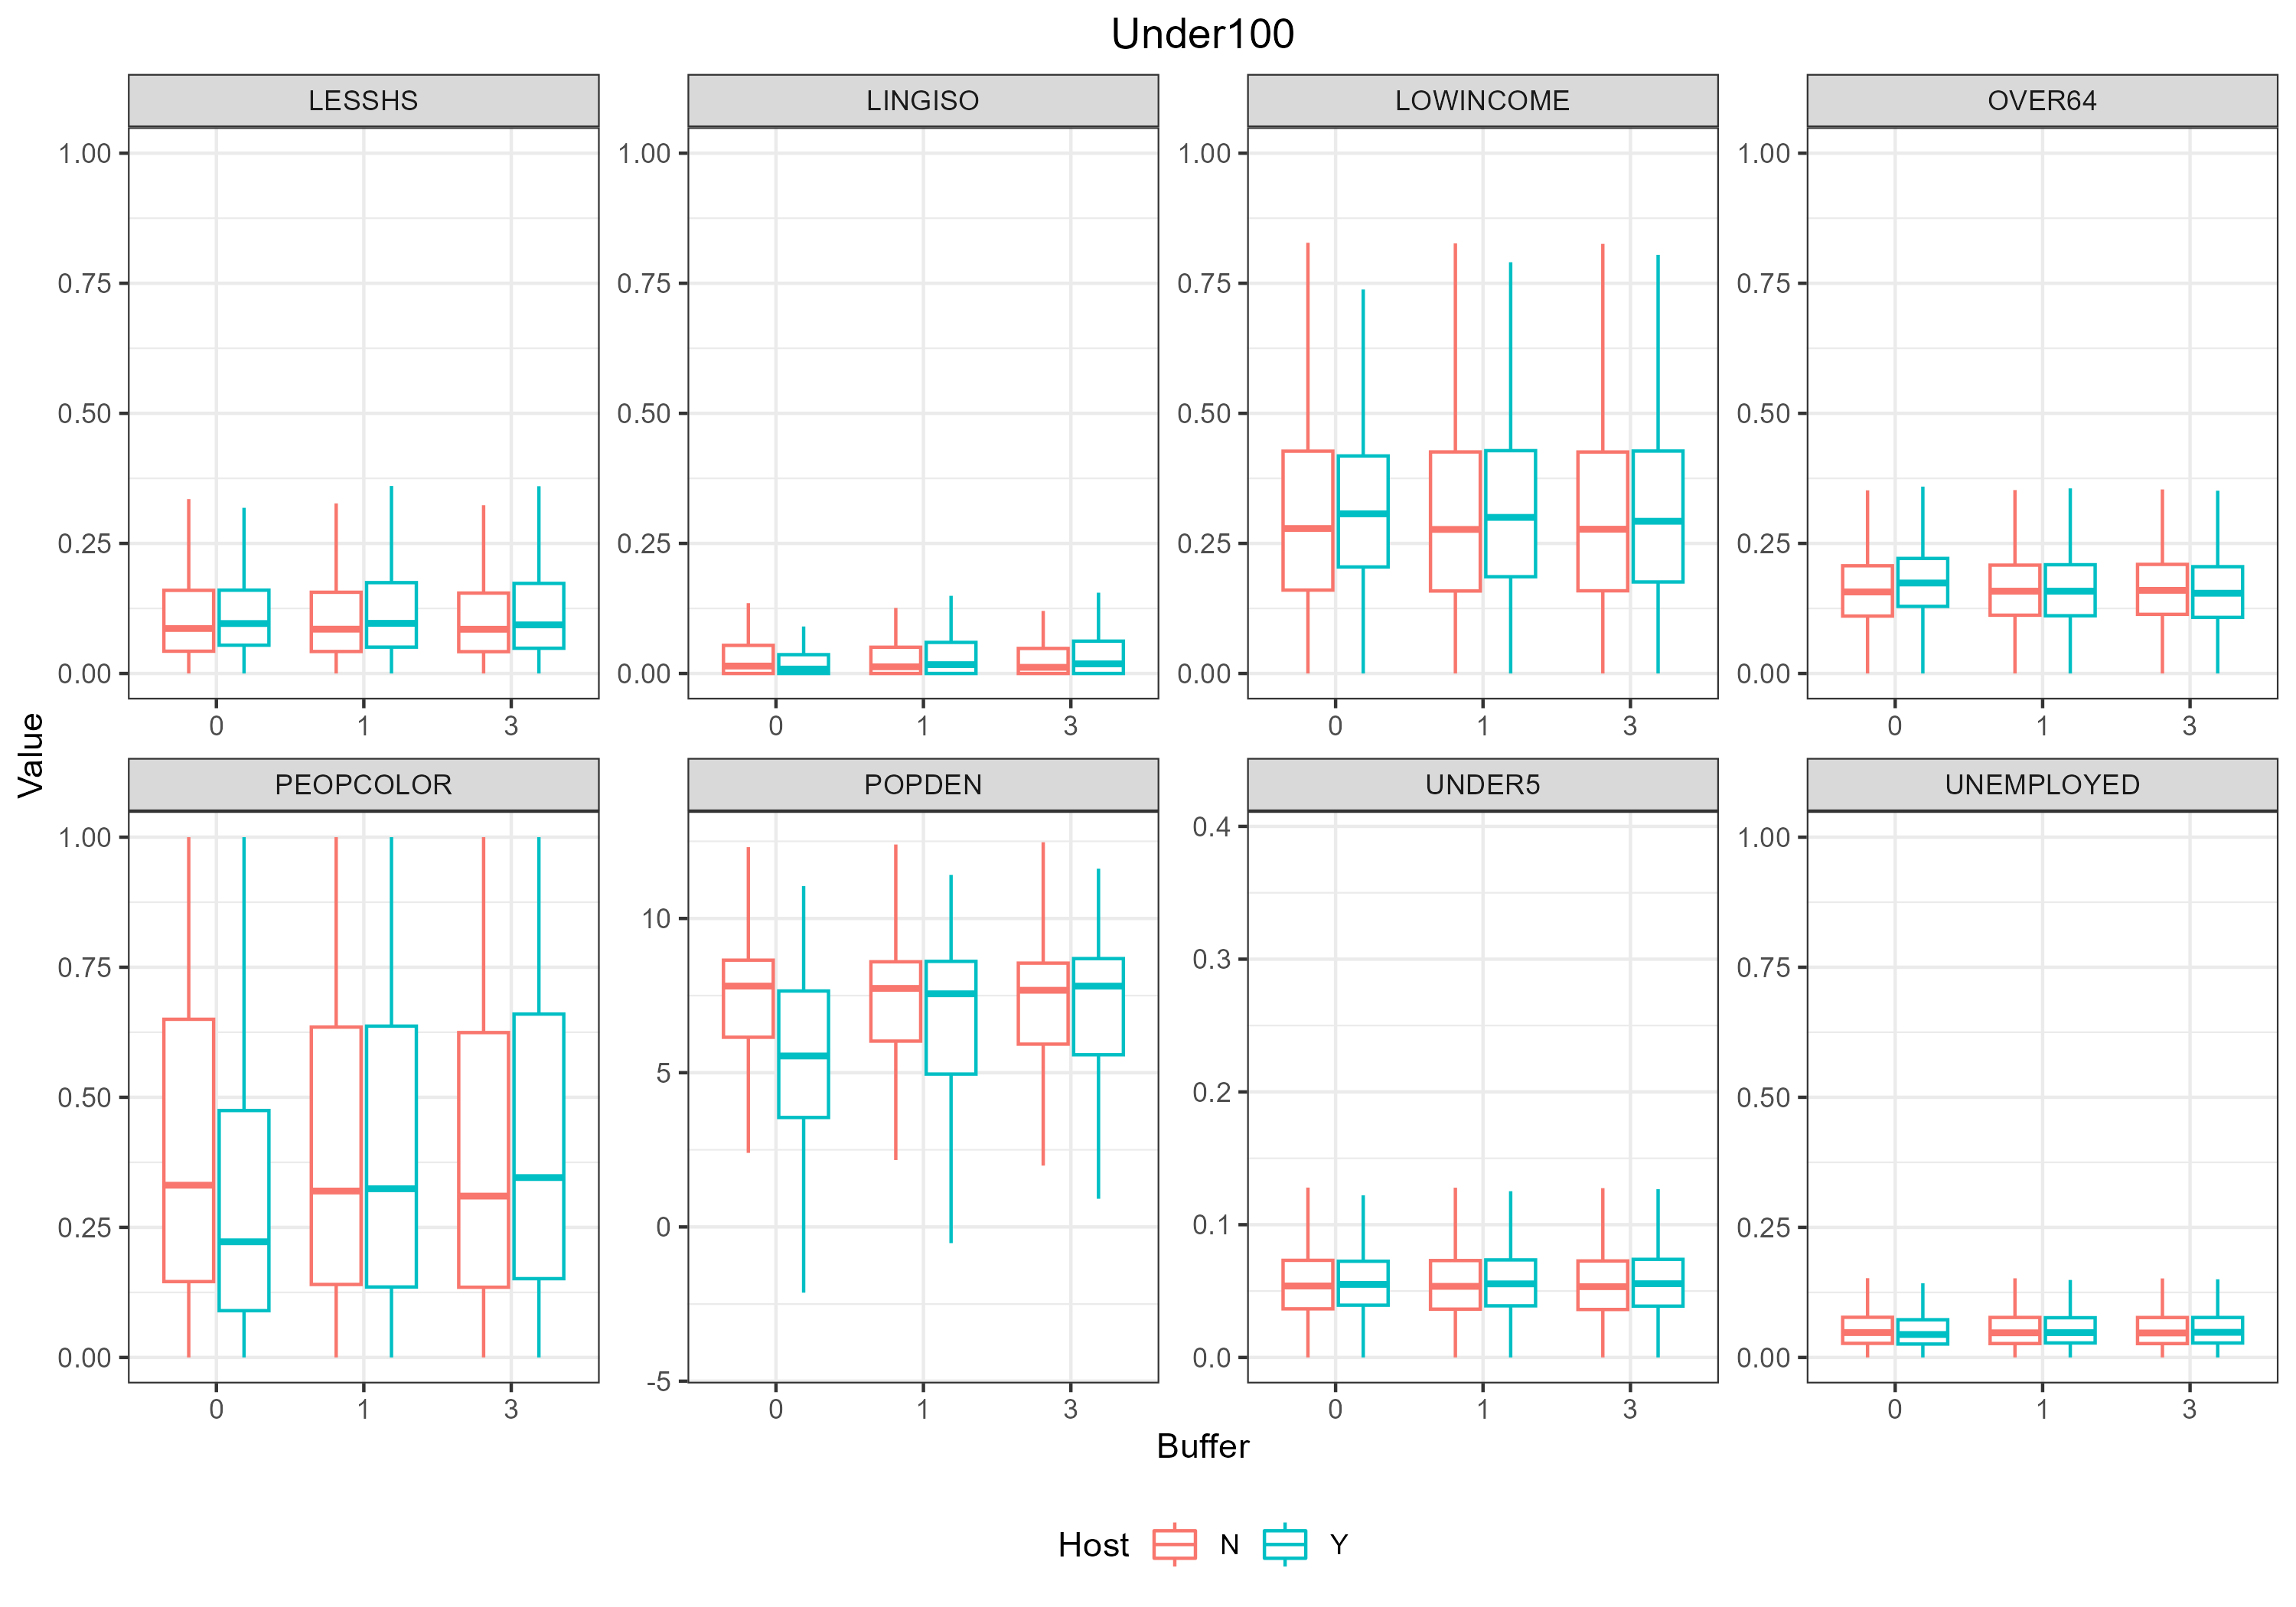 Under100
LESSHS LINGISO LOWINCOME OVER64
1.00 1.00 1.00 1.00
0.75 0.75 0.75 0.75
0.50 0.50 0.50 0.50
0.25 0.25 0.25 0.25
0.00 0.00 0.00 0.00
0 1 3 0 1 3 0 1 3 0 1 3
Value
PEOPCOLOR POPDEN UNDER5 UNEMPLOYED
1.00 10 0.4 1.00
0.75 5 0.3 0.75
0.50 0 0.2 0.50
0.25 -5 0.1 0.25
0.00 0.0 0.00
0 1 3 0 1 3 0 1 3 0 1 3
Buffer
Host N Y